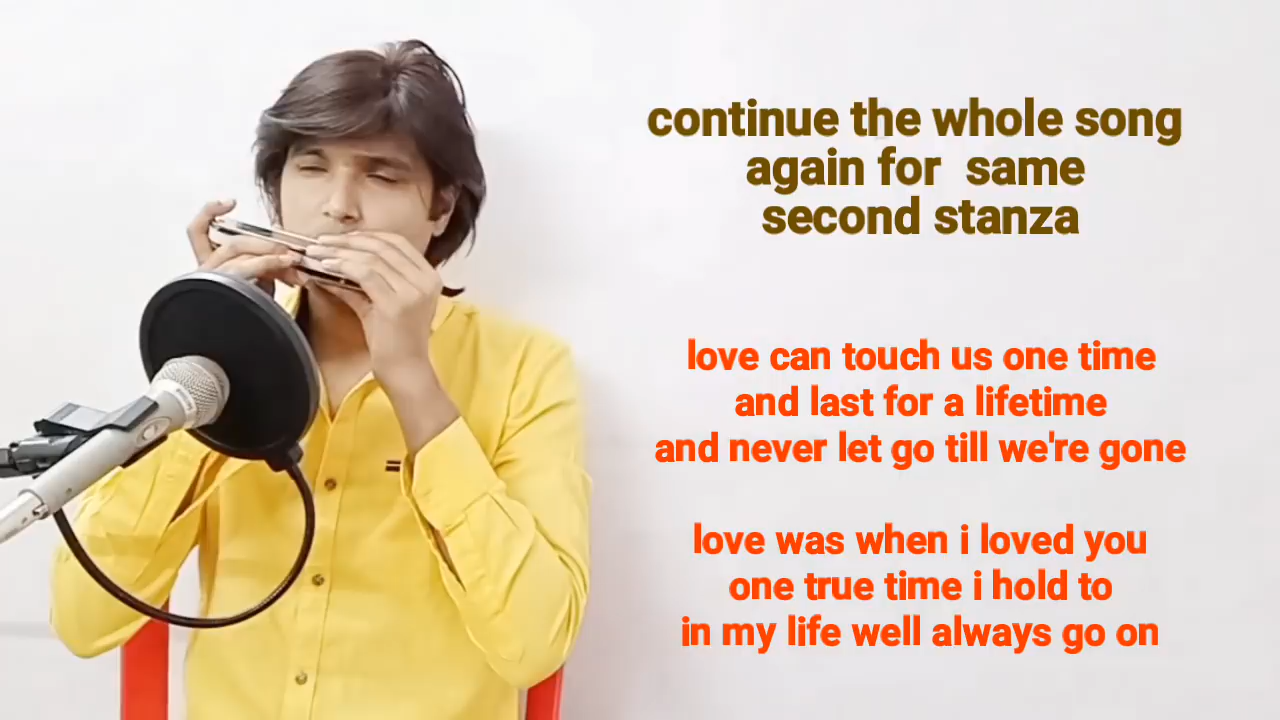 continue the whole song
again for  same
second stanza
love can touch us one time
and last for a lifetime
and never let go till we're gone
love was when i loved you
one true time i hold to
in my life well always go on